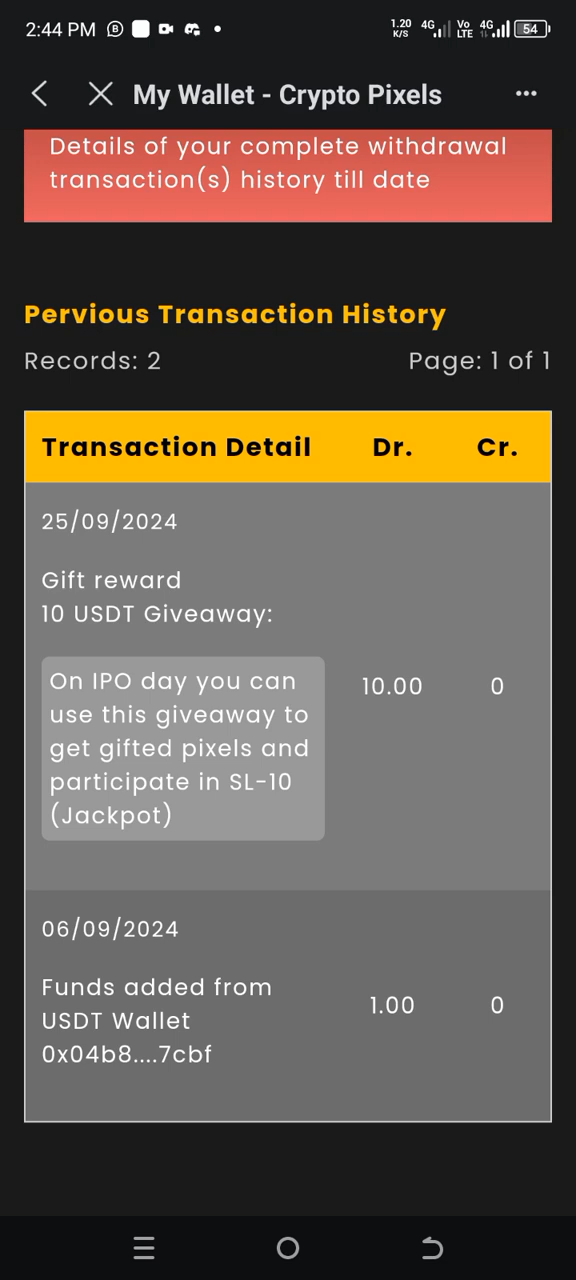 2:44 PM
1.20 K/S 4G Vo LTE 4G 54
My Wallet - Crypto Pixels
Details of your complete withdrawal
transaction(s) history till date
Pervious Transaction History
Records: 2 Page: 1 of 1
Transaction Detail Dr. Cr.
25/09/2024
Gift reward
10 USDT Giveaway:
On IPO day you can
use this giveaway to
get gifted pixels and
participate in SL-10
(Jackpot)
10.00 0
06/09/2024
Funds added from
USDT Wallet
0x04b8....7cbf
1.00 0